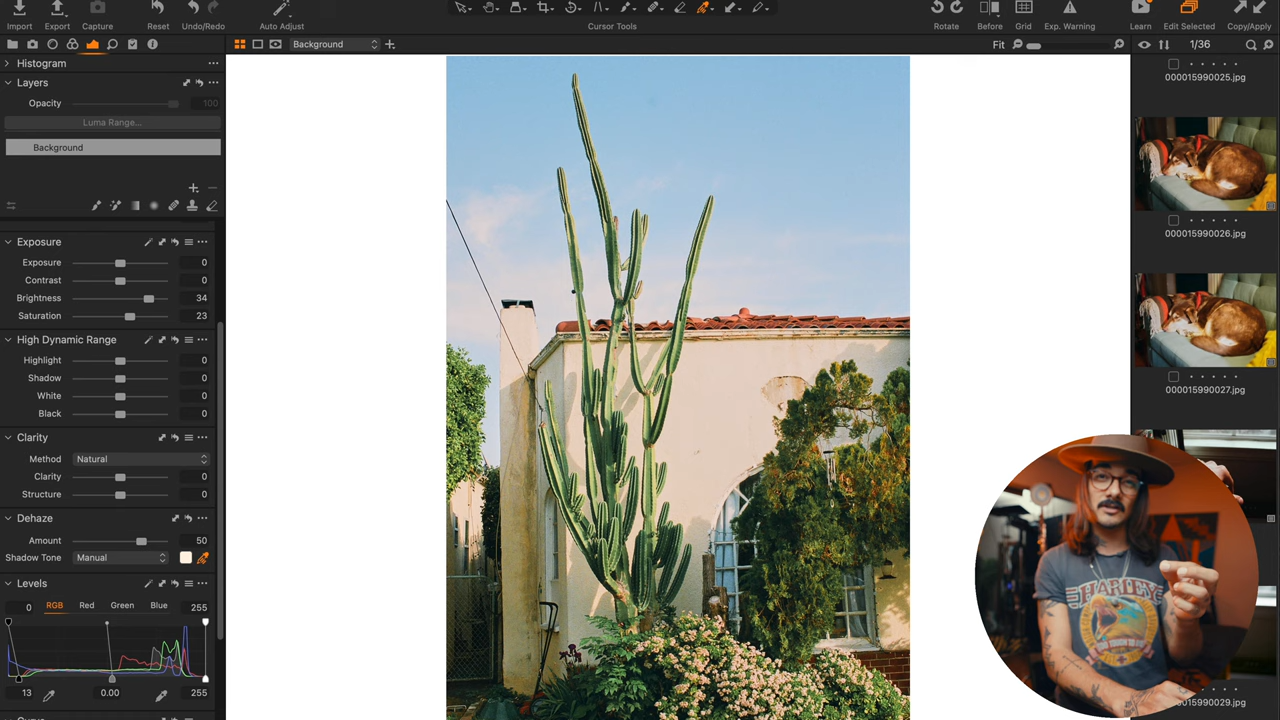 Import Export Capture Reset Undo/Redo Auto Adjust Cursor Tools Rotate Before Grid Exp. Warning Learn Edit Selected Copy/Apply
Background Fit 1/36
Histogram
Layers
Opacity 100
Luma Range...
Background
Exposure
Exposure 0
Contrast 0
Brightness 34
Saturation 23
High Dynamic Range
Highlight 0
Shadow 0
White 0
Black 0
Clarity
Method Natural
Clarity 0
Structure 0
Dehaze
Amount 50
Shadow Tone Manual
Levels
0 RGB Red Green Blue 255
13 0.00 255
000015990025.jpg
000015990026.jpg
000015990027.jpg
HARLEY
00015990029.jpg